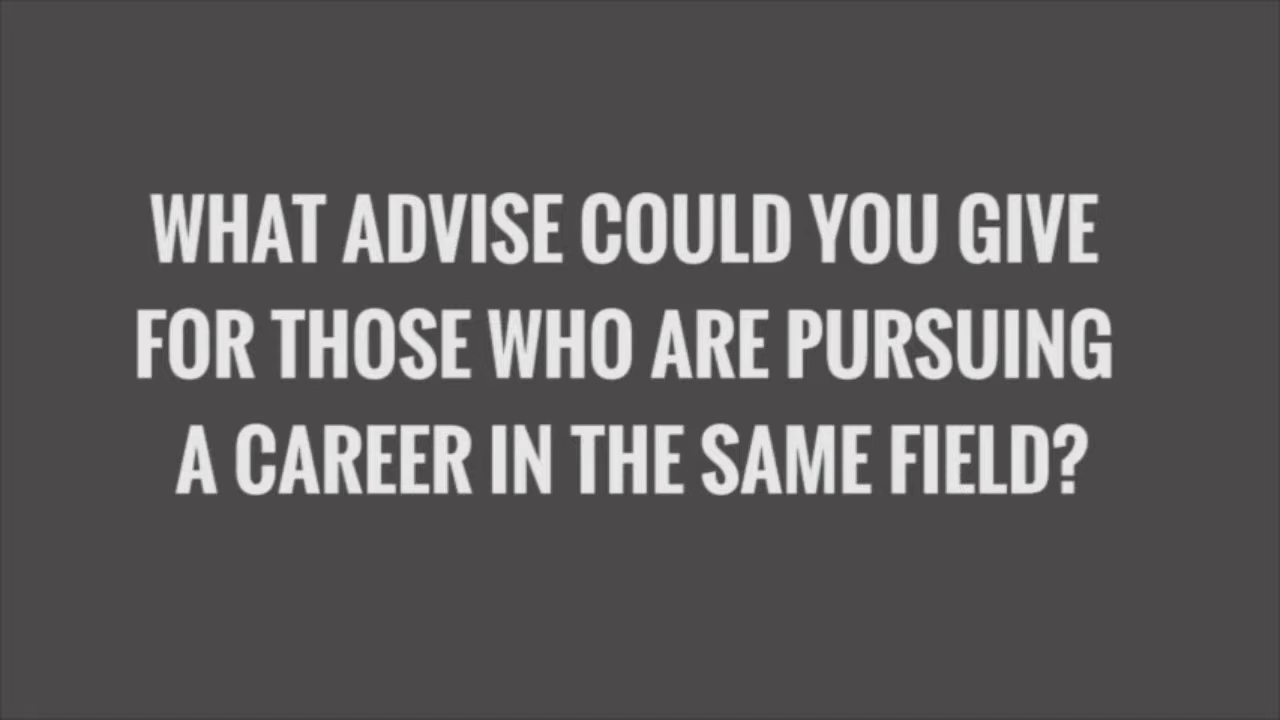 WHAT ADVISE COULD YOU GIVE
FOR THOSE WHO ARE PURSUING
A CAREER IN THE SAME FIELD?